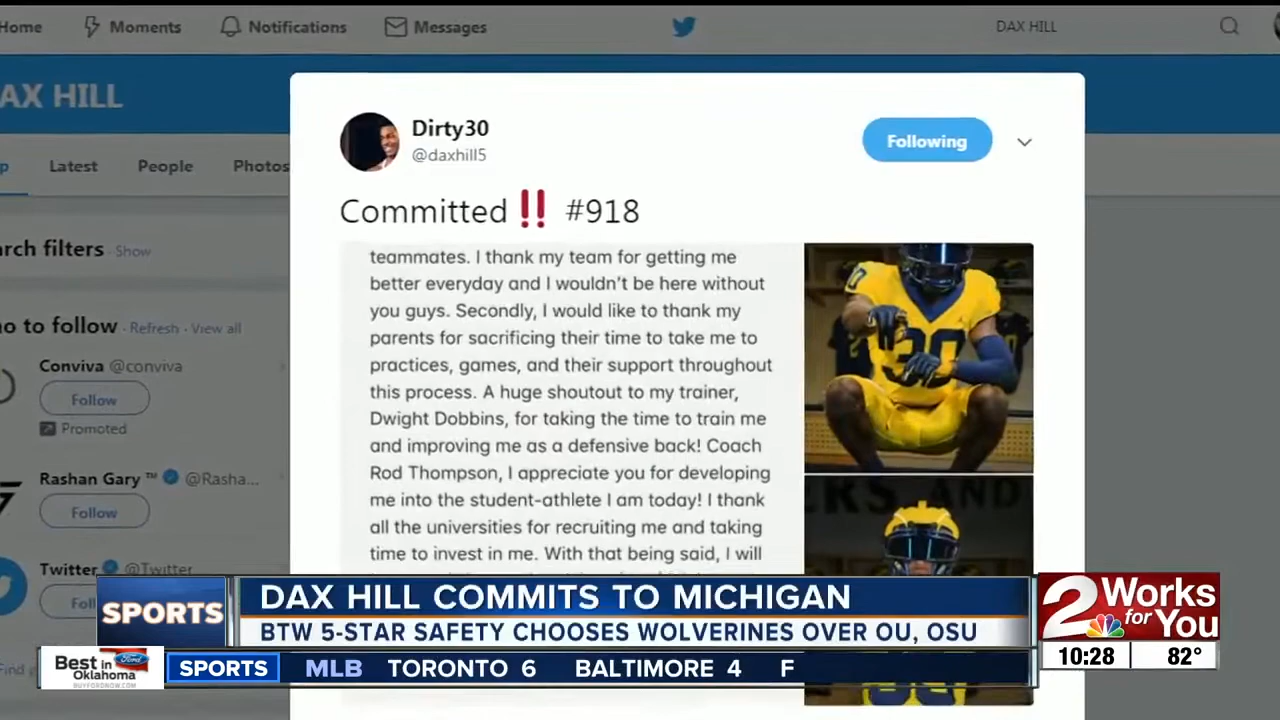 Home Moments Notifications Messages DAX HILL
AX HILL
Latest People Photos
Dirty30
@daxhill5
Following
Committed‼ #918
Show
to follow · Refresh · View all
Conviva @conviva
Follow
Promoted
Rashan Gary ™ @Rasha...
Follow
Twitter @Twitter
teammates. I thank my team for getting me
better everyday and I wouldn't be here without
you guys. Secondly, I would like to thank my
parents for sacrificing their time to take me to
practices, games, and their support throughout
this process. A huge shoutout to my trainer,
Dwight Dobbins, for taking the time to train me
and improving me as a defensive back! Coach
Rod Thompson, I appreciate you for developing
me into the student-athlete I am today! I thank
all the universities for recruiting me and taking
time to invest in me. With that being said, I will
30
AND
SPORTS
DAX HILL COMMITS TO MICHIGAN
BTW 5-STAR SAFETY CHOOSES WOLVERINES OVER OU, OSU
2 Works for You
10:28 82°
Best in Oklahoma
Ford
BUYFORDNOW.COM
SPORTS MLB TORONTO 6 BALTIMORE 4 F